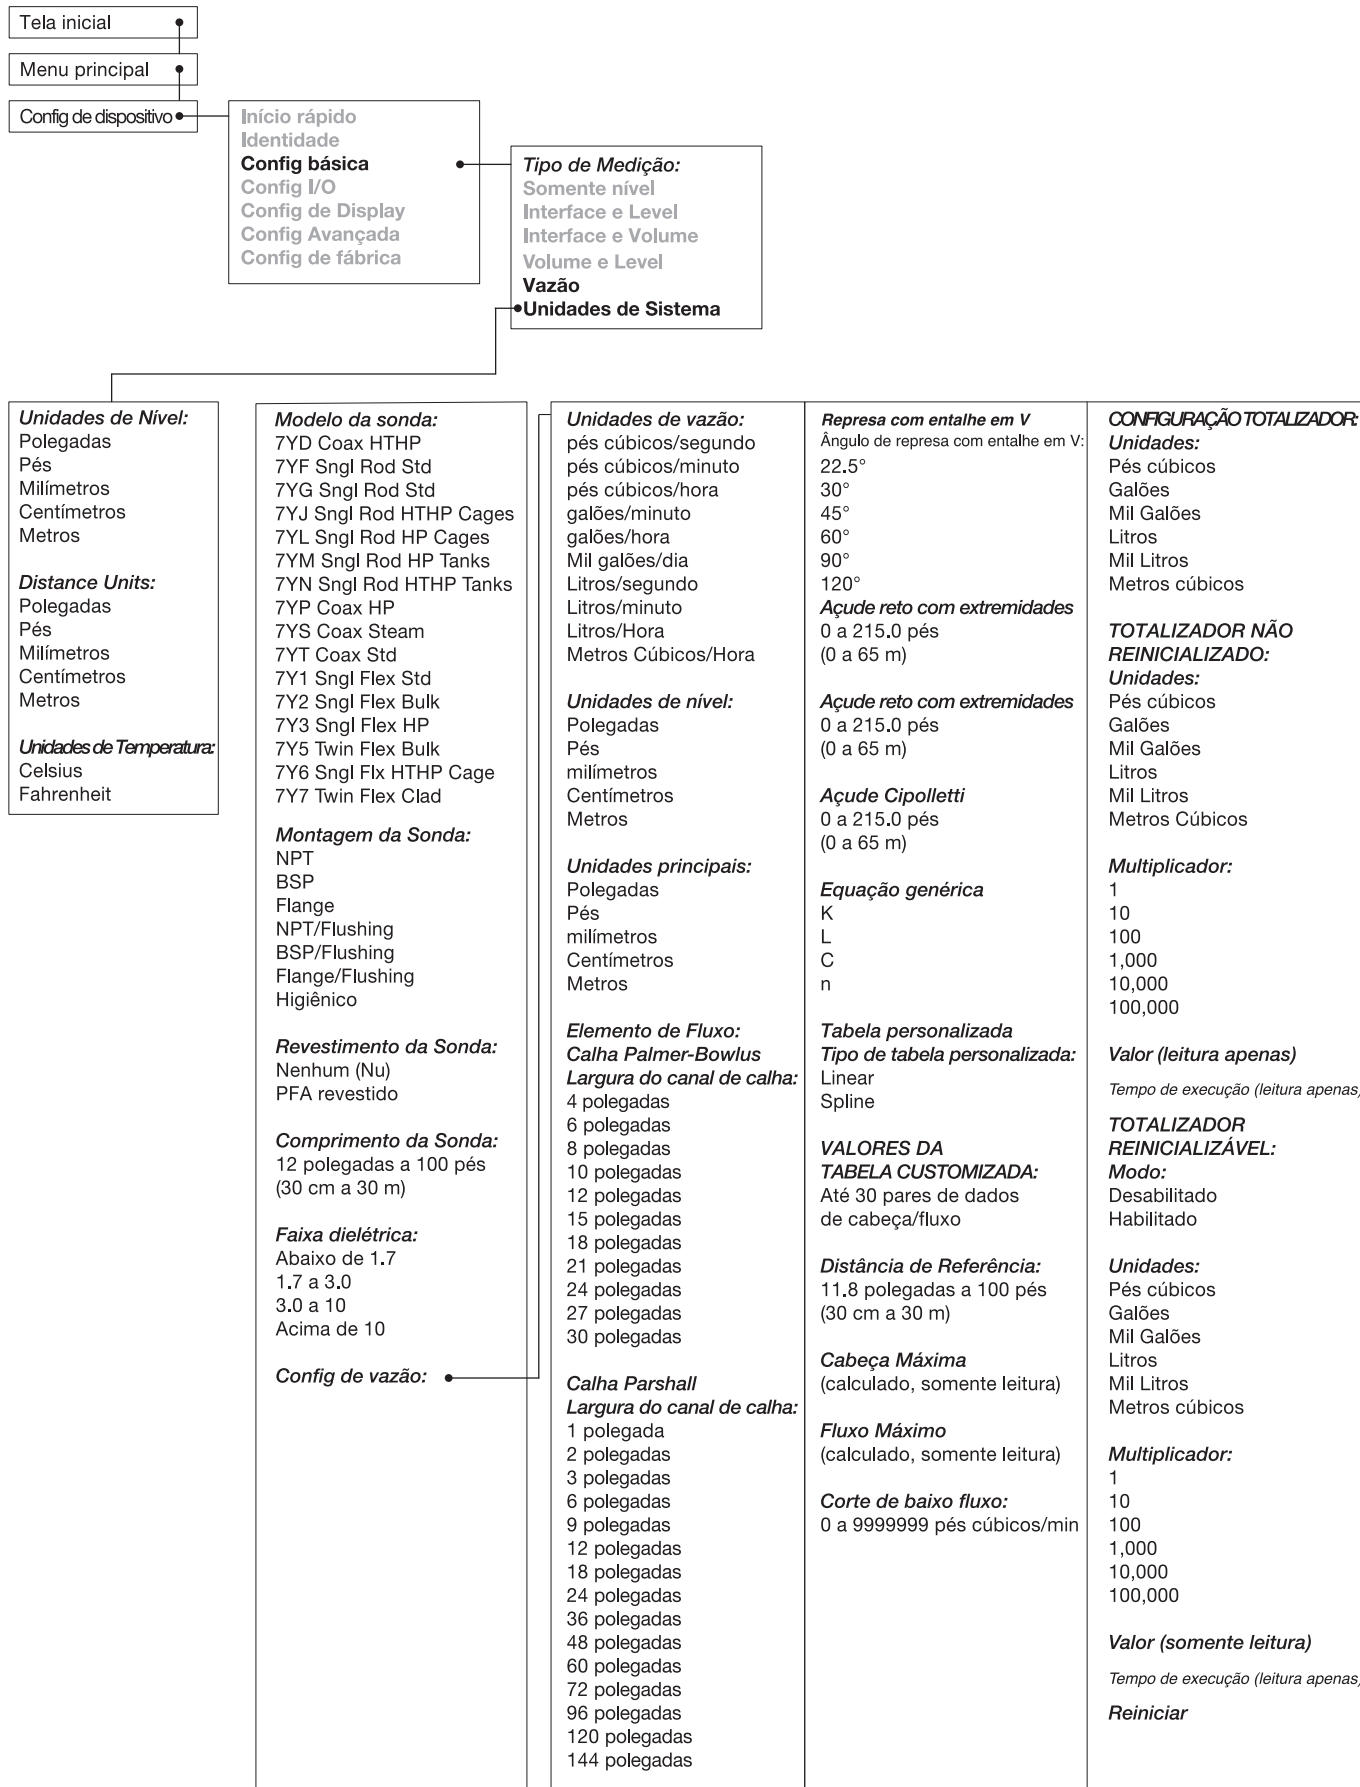 Tela inicial
Menu principal
Config de dispositivo
Início rápido
Identidade
Config básica
Config I/O
Config de Display
Config Avançada
Config de fábrica
Tipo de Medição:
Somente nível
Interface e Level
Interface e Volume
Volume e Level
Vazão
Unidades de Sistema
Unidades de Nível:
Polegadas
Pés
Milímetros
Centímetros
Metros
Distance Units:
Polegadas
Pés
Milímetros
Centímetros
Metros
Unidades de Temperatura:
Celsius
Fahrenheit
Modelo da sonda:
7YD Coax HTHP
7YF Sngl Rod Std
7YG Sngl Rod Std
7YJ Sngl Rod HTHP Cages
7YL Sngl Rod HP Cages
7YM Sngl Rod HP Tanks
7YN Sngl Rod HTHP Tanks
7YP Coax HP
7YS Coax Steam
7YT Coax Std
7Y1 Sngl Flex Std
7Y2 Sngl Flex Bulk
7Y3 Sngl Flex HP
7Y5 Twin Flex Bulk
7Y6 Sngl Flx HTHP Cage
7Y7 Twin Flex Clad
Montagem da Sonda:
NPT
BSP
Flange
NPT/Flushing
BSP/Flushing
Flange/Flushing
Higiênico
Revestimento da Sonda:
Nenhum (Nu)
PFA revestido
Comprimento da Sonda:
12 polegadas a 100 pés
(30 cm a 30 m)
Faixa dielétrica:
Abaixo de 1.7
1.7 a 3.0
3.0 a 10
Acima de 10
Config de vazão:
Unidades de vazão:
pés cúbicos/segundo
pés cúbicos/minuto
pés cúbicos/hora
galões/minuto
galões/hora
Mil galões/dia
Litros/segundo
Litros/minuto
Litros/Hora
Metros Cúbicos/Hora
Unidades de nível:
Polegadas
Pés
milímetros
Centímetros
Metros
Unidades principais:
Polegadas
Pés
milímetros
Centímetros
Metros
Elemento de Fluxo:
Calha Palmer-Bowlus
Largura do canal de calha:
4 polegadas
6 polegadas
8 polegadas
10 polegadas
12 polegadas
15 polegadas
18 polegadas
21 polegadas
24 polegadas
27 polegadas
30 polegadas
Calha Parshall
Largura do canal de calha:
1 polegada
2 polegadas
3 polegadas
6 polegadas
9 polegadas
12 polegadas
18 polegadas
24 polegadas
36 polegadas
48 polegadas
60 polegadas
72 polegadas
96 polegadas
120 polegadas
144 polegadas
Represa com entalhe em V
Ângulo de represa com entalhe em V:
22.5°
30°
45°
60°
90°
120°
Açude reto com extremidades
0 a 215.0 pés
(0 a 65 m)
Açude reto com extremidades
0 a 215.0 pés
(0 a 65 m)
Açude Cipolletti
0 a 215.0 pés
(0 a 65 m)
Equação genérica
K
L
C
n
Tabela personalizada
Tipo de tabela personalizada:
Linear
Spline
VALORES DA
TABELA CUSTOMIZADA:
Até 30 pares de dados
de cabeça/fluxo
Distância de Referência:
11.8 polegadas a 100 pés
(30 cm a 30 m)
Cabeça Máxima
(calculado, somente leitura)
Fluxo Máximo
(calculado, somente leitura)
Corte de baixo fluxo:
0 a 9999999 pés cúbicos/min
CONFIGURAÇÃO TOTALIZADOR:
Unidades:
Pés cúbicos
Galões
Mil Galões
Litros
Mil Litros
Metros cúbicos
TOTALIZADOR NÃO
REINICIALIZADO:
Unidades:
Pés cúbicos
Galões
Mil Galões
Litros
Mil Litros
Metros Cúbicos
Multiplicador:
1
10
100
1,000
10,000
100,000
Valor (leitura apenas)
Tempo de execução (leitura apenas)
TOTALIZADOR
REINICIALIZÁVEL:
Modo:
Desabilitado
Habilitado
Unidades:
Pés cúbicos
Galões
Mil Galões
Litros
Mil Litros
Metros cúbicos
Multiplicador:
1
10
100
1,000
10,000
100,000
Valor (somente leitura)
Tempo de execução (leitura apenas)
Reiniciar